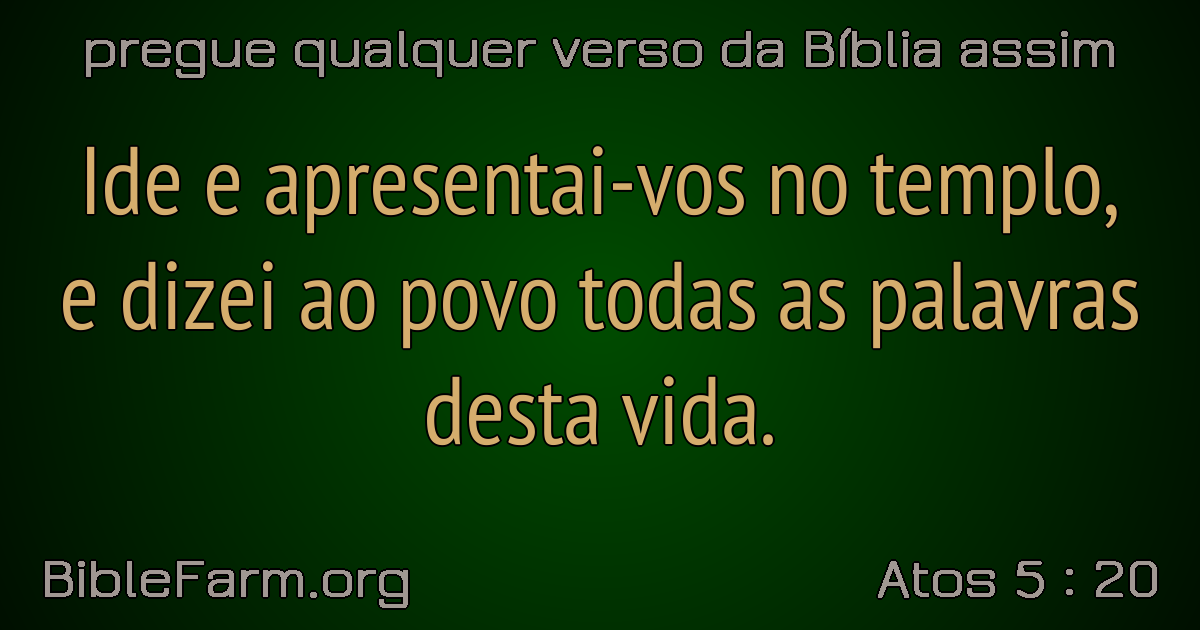 pregue qualquer verso da Bíblia assim
Ide e apresentai-vos no templo,
e dizei ao povo todas as palavras
desta vida.
BibleFarm.org
Atos 5 : 20